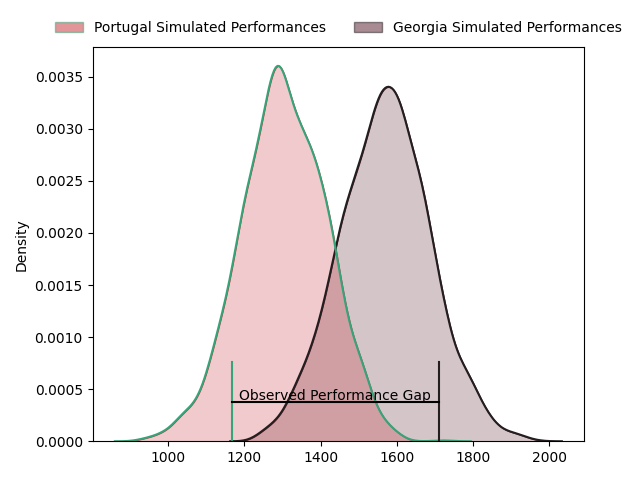 Portugal Simulated Performances
Georgia Simulated Performances
0.0035
0.0030
0.0025
0.0020
0.0015
0.0010
0.0005
0.0000
Density
Observed Performance Gap
1000 1200 1400 1600 1800 2000